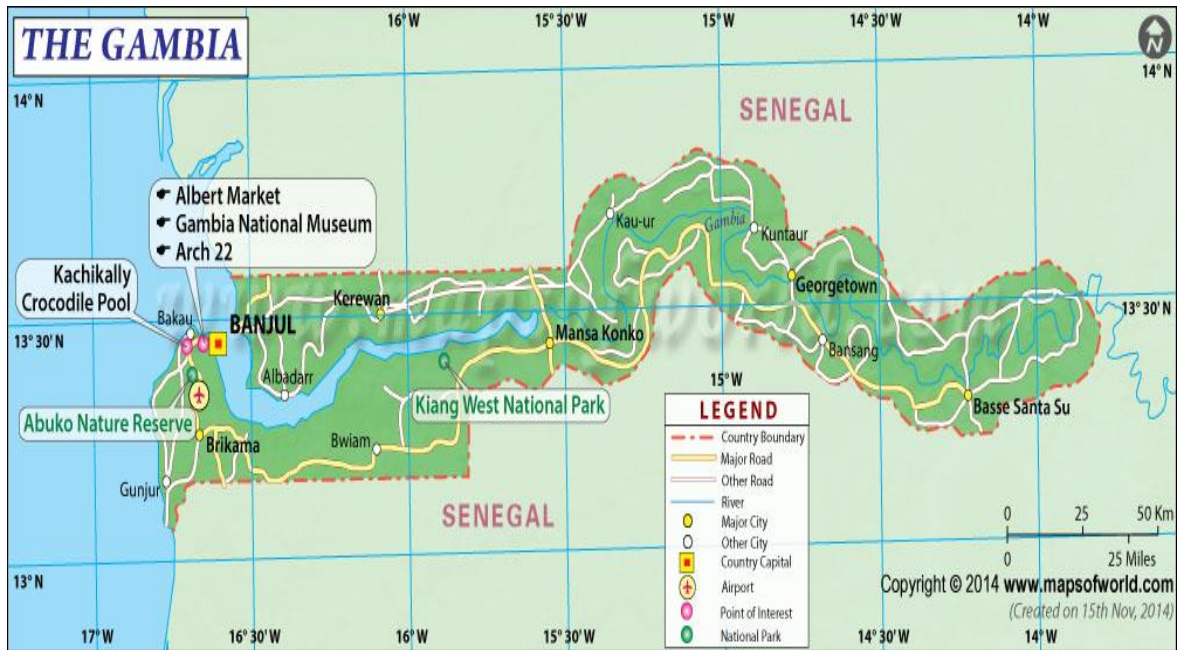 THE GAMBIA
16° W
15° 30' W
15° W
14° 30' W
14° W
N
14° N
14° N
SENEGAL
Albert Market
Gambia National Museum
Arch 22
Kau-ur
Gambia
Kuntaur
Kachikally
Crocodile Pool
Georgetown
Kerewan
13° 30' N
Bakau
BANJUL
Mansa Konko
13° 30' N
Bansang
Albadarr
15° W
Kiang West National Park
Basse Santa Su
Abuko Nature Reserve
Brikama
Bwiam
Gunjur
SENEGAL
LEGEND
Country Boundary
Major Road
Other Road
River
Major City
Other City
Country Capital
Airport
Point of Interest
National Park
0 25 50 Km
0 25 Miles
13° N
13° N
Copyright © 2014 www.mapsofworld.com
(Created on 15th Nov, 2014)
17° W
16° 30' W
16° W
15° 30' W
14° 30' W
14° W